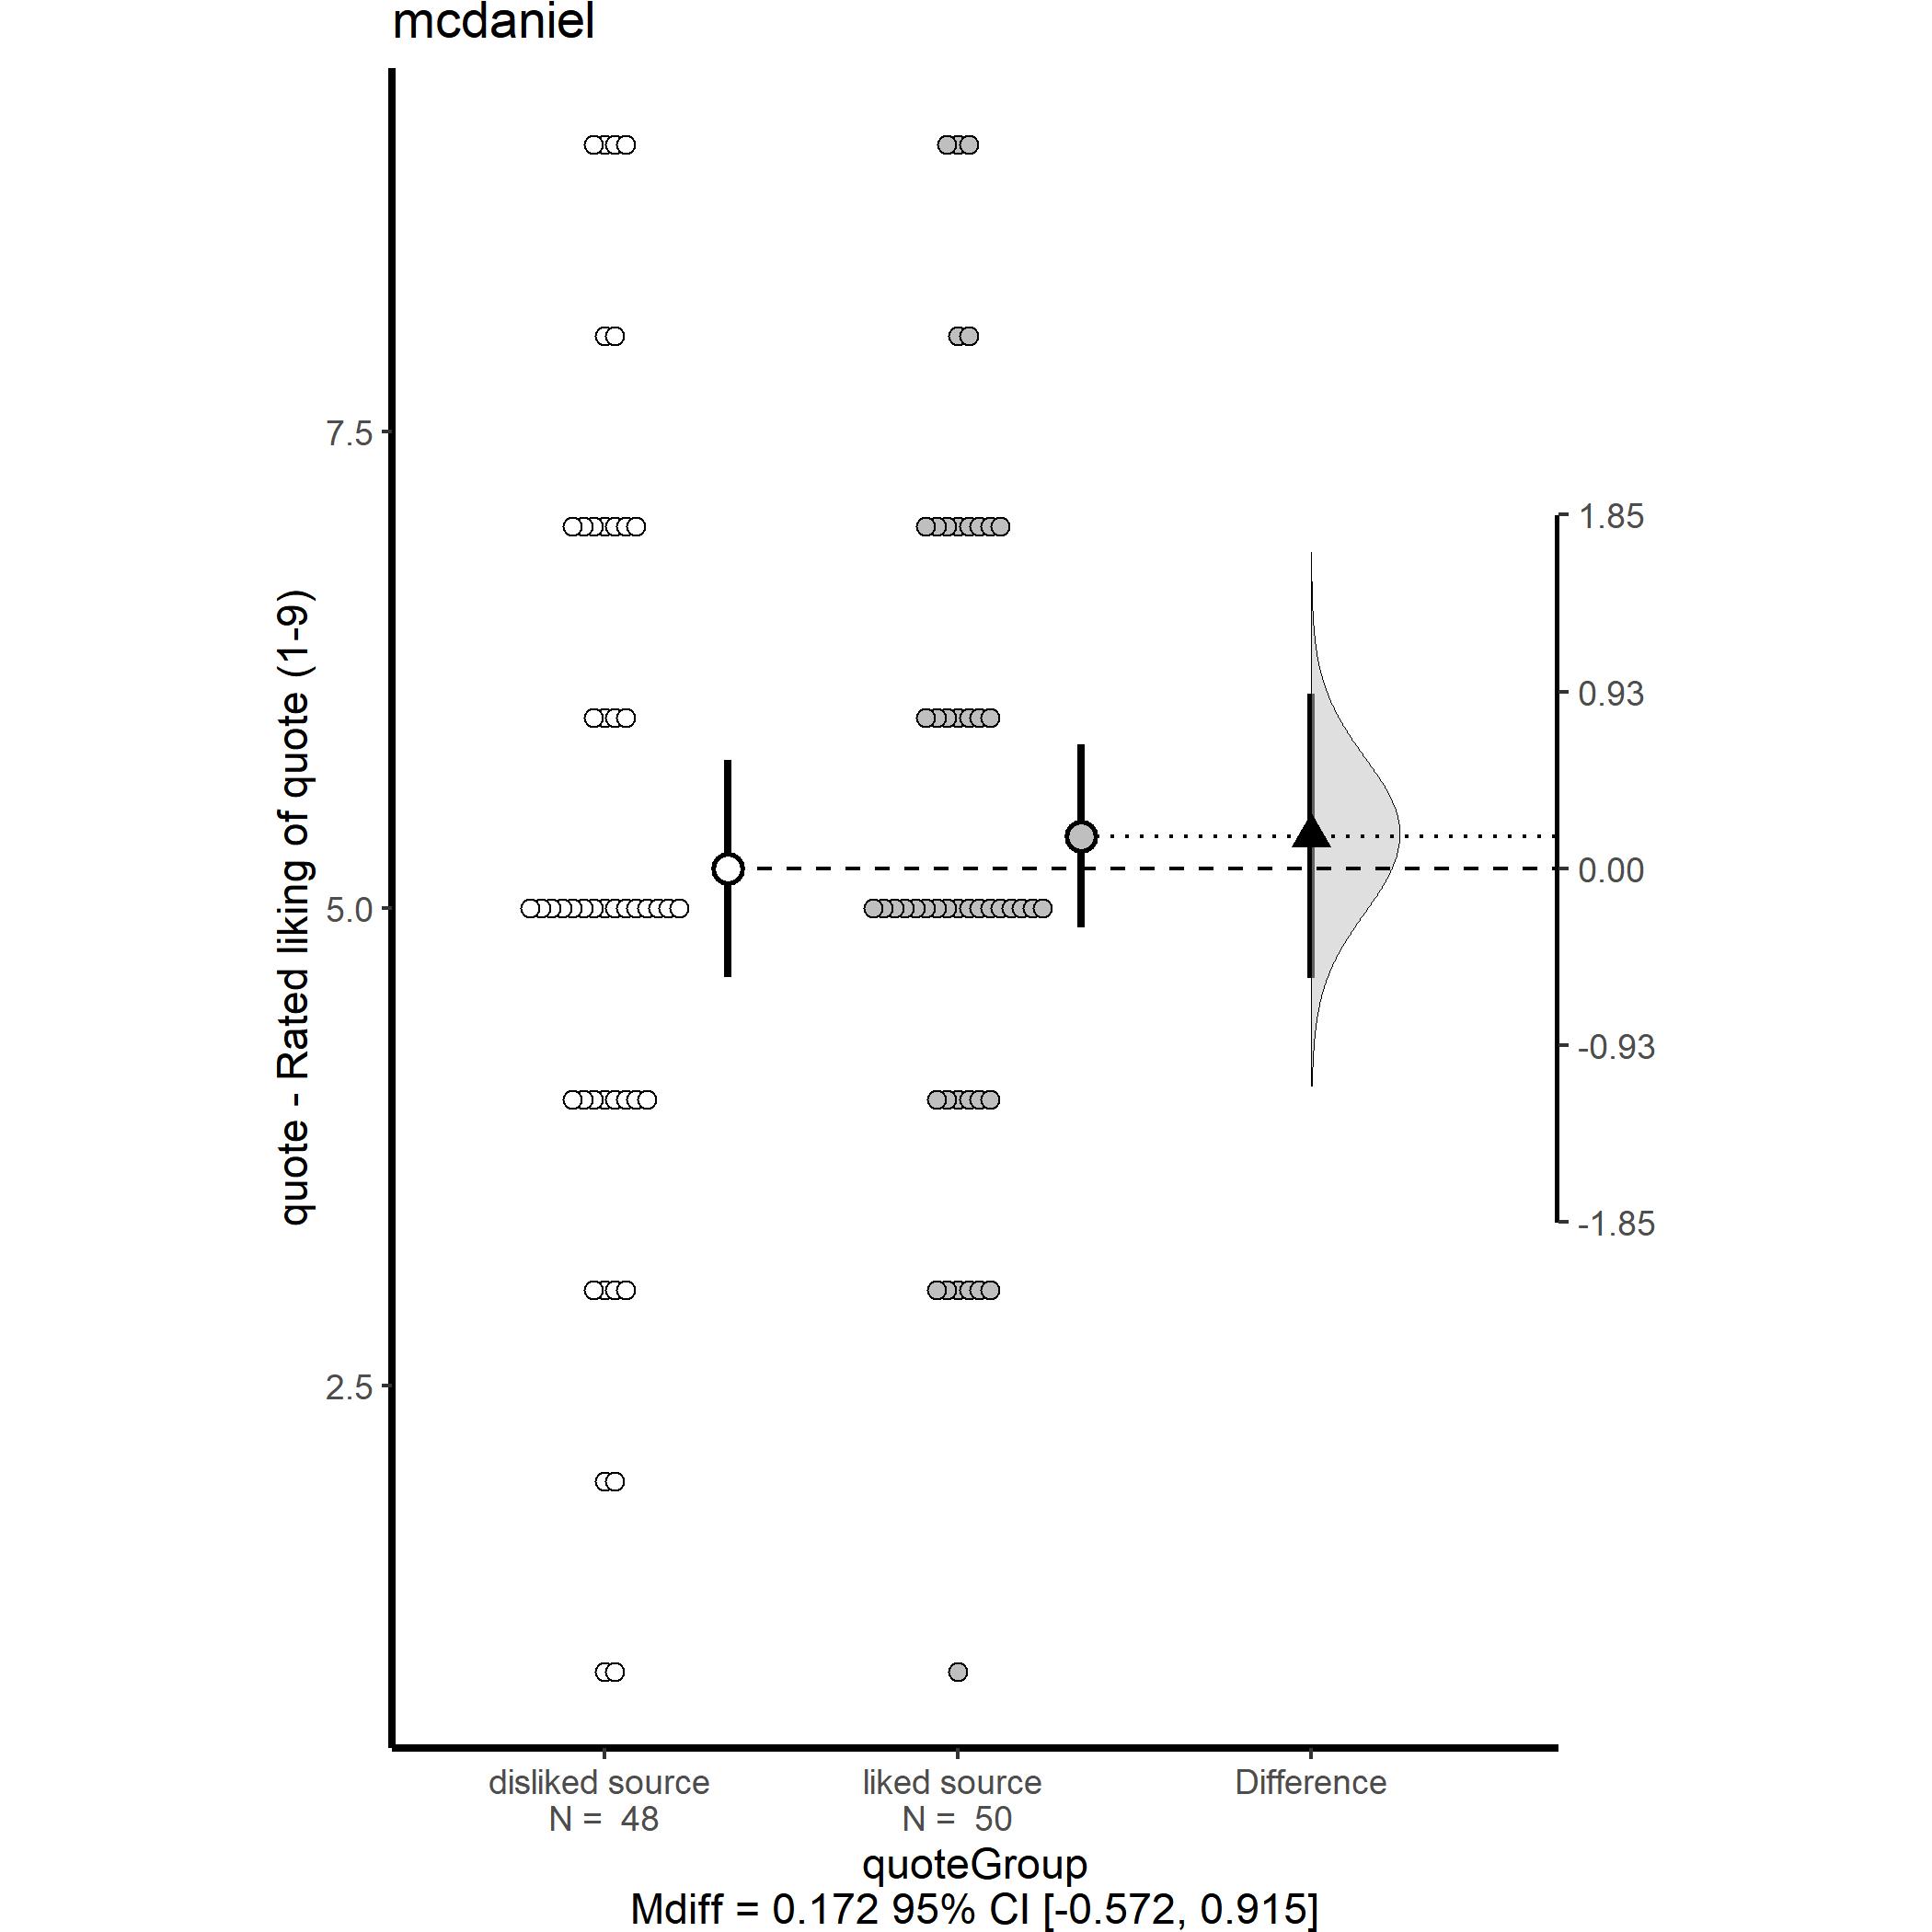 mcdaniel
quote - Rated liking of quote (1-9)
7.5
5.0
2.5
1.85
0.93
0.00
-0.93
-1.85
disliked source
N =  48
liked source
N =  50
Difference
quoteGroup
Mdiff = 0.172 95% CI [-0.572, 0.915]